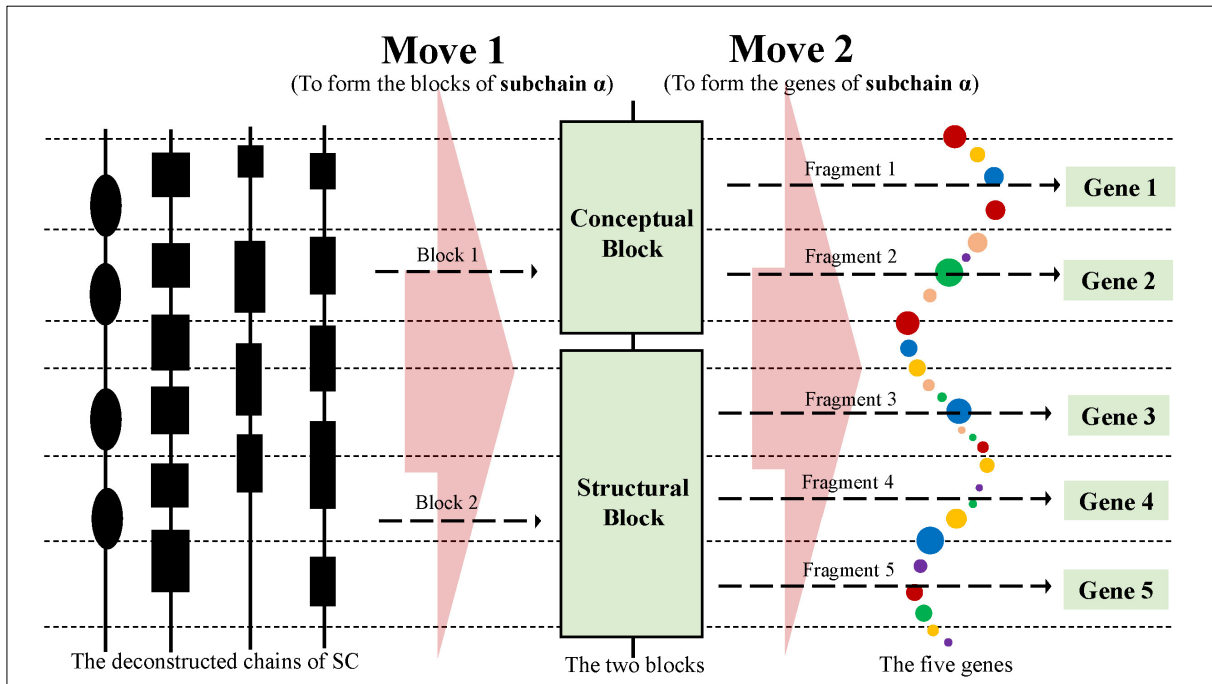 Move 1
(To form the blocks of subchain α)
Move 2
(To form the genes of subchain α)
Block 1
Block 2
Conceptual
Block
Structural
Block
Fragment 1
Gene 1
Fragment 2
Gene 2
Fragment 3
Gene 3
Fragment 4
Gene 4
Fragment 5
Gene 5
The deconstructed chains of SC
The two blocks
The five genes